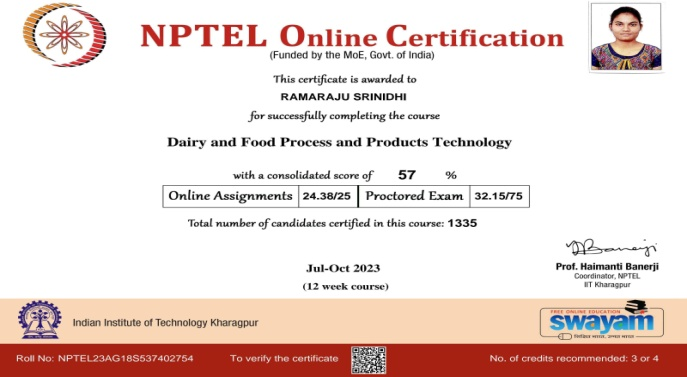 NPTEL Online Certification
(Funded by the MoE, Govt. of India)
This certificate is awarded to
RAMARAJU SRINIDHI
for successfully completing the course
Dairy and Food Process and Products Technology
with a consolidated score of 57 %
Online Assignments 24.38/25 Proctored Exam 32.15/75
Total number of candidates certified in this course: 1335
Jul-Oct 2023
(12 week course)
Prof. Haimanti Banerji
Coordinator, NPTEL
IIT Kharagpur
Indian Institute of Technology Kharagpur
FREE ONLINE EDUCATION
swayam
शिक्षित भारत, उन्नत भारत
Roll No: NPTEL23AG18S537402754 To verify the certificate No. of credits recommended: 3 or 4